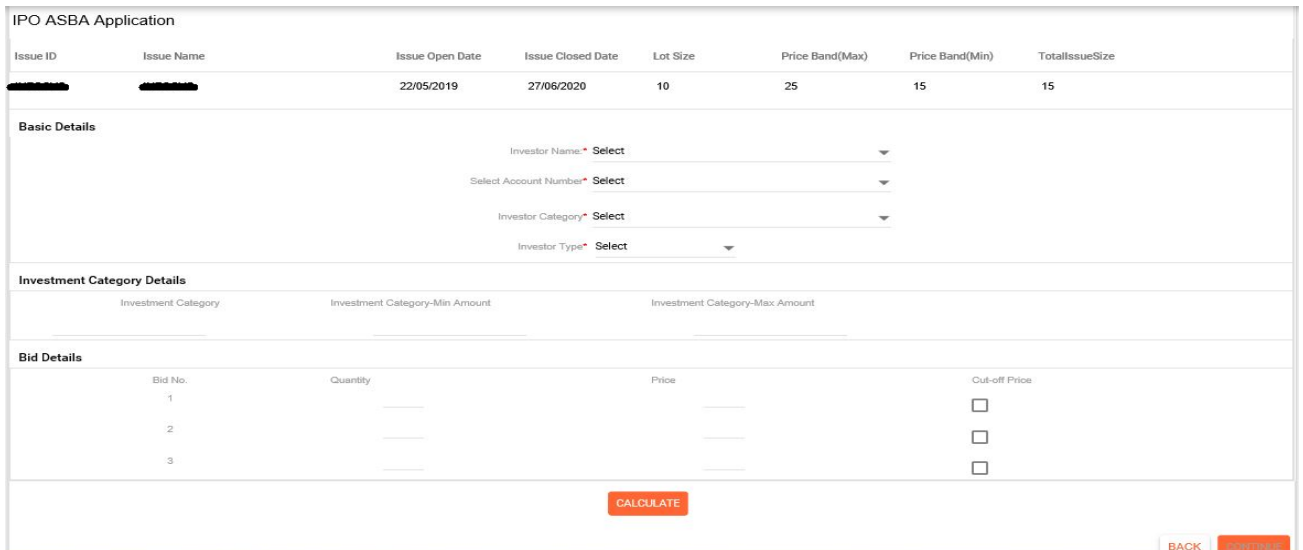 IPO ASBA Application
Issue ID Issue Name Issue Open Date Issue Closed Date Lot Size Price Band(Max) Price Band(Min) TotalIssueSize
22/05/2019 27/06/2020 10 25 15 15
Basic Details
Investor Name:* Select
Select Account Number* Select
Investor Category* Select
Investor Type* Select
Investment Category Details
Investment Category Investment Category-Min Amount Investment Category-Max Amount
Bid Details
Bid No. Quantity Price Cut-off Price
1
2
3
CALCULATE
BACK CONTINUE